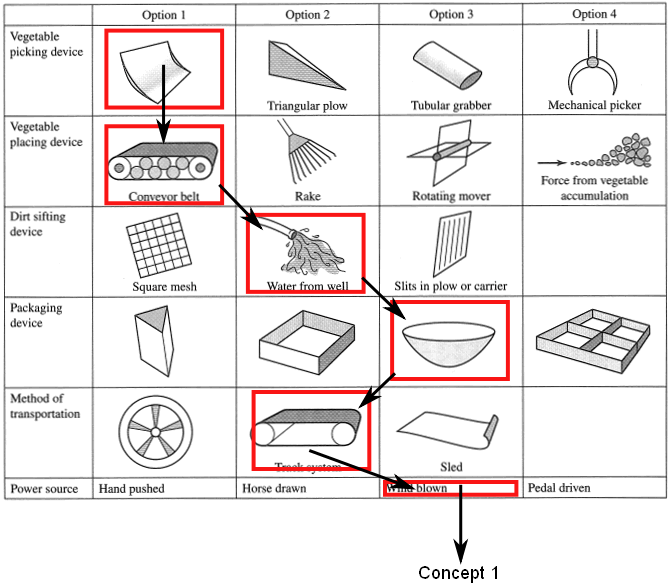 Option 1 Option 2 Option 3 Option 4
Vegetable
picking device
Triangular plow Tubular grabber Mechanical picker
Vegetable
placing device
Conveyor belt Rake Rotating mover Force from vegetable
accumulation
Dirt sifting
device
Square mesh Water from well Slits in plow or carrier
Packaging
device
Method of
transportation
Track system Sled
Power source Hand pushed Horse drawn Wind blown Pedal driven
Concept 1